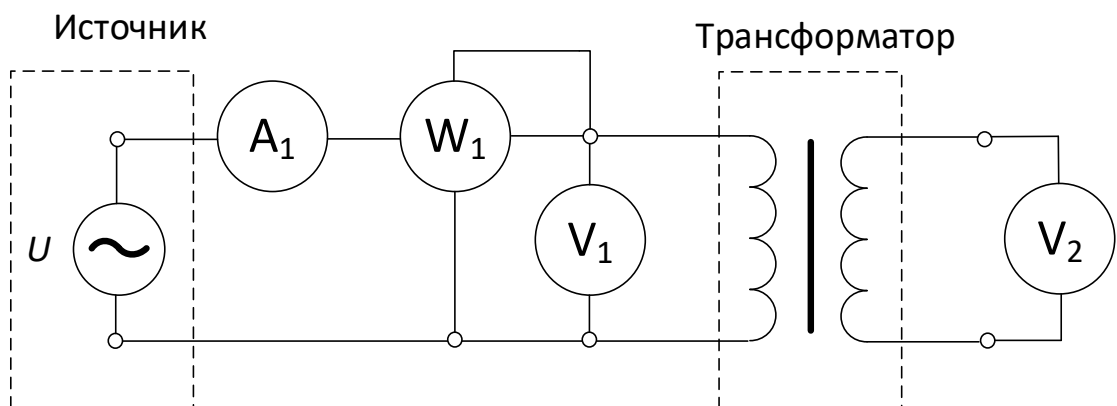 Источник
Трансформатор
A₁
W₁
U
V₁
V₂